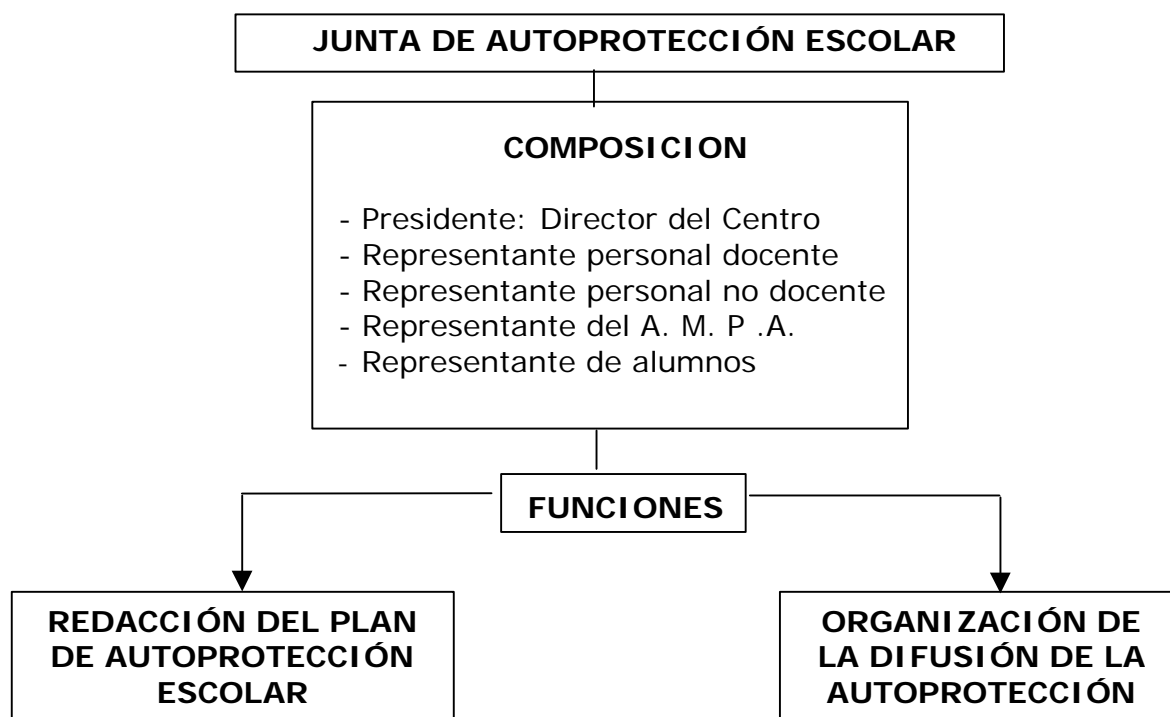 JUNTA DE AUTOPROTECCIÓN ESCOLAR
COMPOSICION
- Presidente: Director del Centro
- Representante personal docente
- Representante personal no docente
- Representante del A. M. P .A.
- Representante de alumnos
FUNCIONES
REDACCIÓN DEL PLAN
DE AUTOPROTECCIÓN
ESCOLAR
ORGANIZACIÓN DE
LA DIFUSIÓN DE LA
AUTOPROTECCIÓN